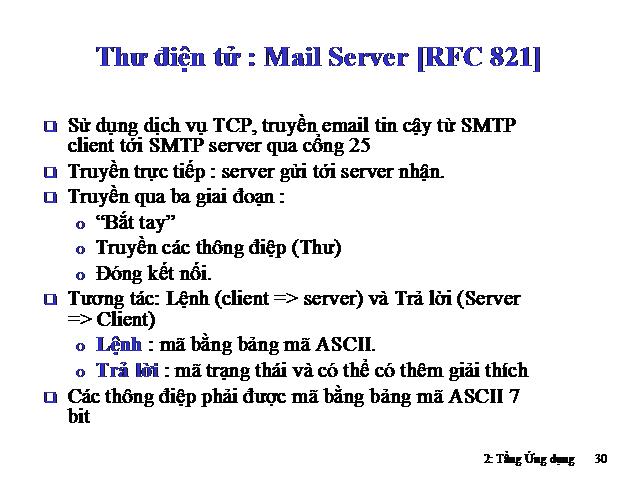 Thư điện tử : Mail Server [RFC 821]
❑ Sử dụng dịch vụ TCP, truyền email tin cậy từ SMTP
client tới SMTP server qua cổng 25
❑ Truyền trực tiếp : server gửi tới server nhận.
❑ Truyền qua ba giai đoạn :
o “Bắt tay”
o Truyền các thông điệp (Thư)
o Đóng kết nối.
❑ Tương tác: Lệnh (client => server) và Trả lời (Server
=> Client)
o Lệnh : mã bằng bảng mã ASCII.
o Trả lời : mã trạng thái và có thể có thêm giải thích
❑ Các thông điệp phải được mã bằng bảng mã ASCII 7
bit
2: Tầng Ứng dụng 30